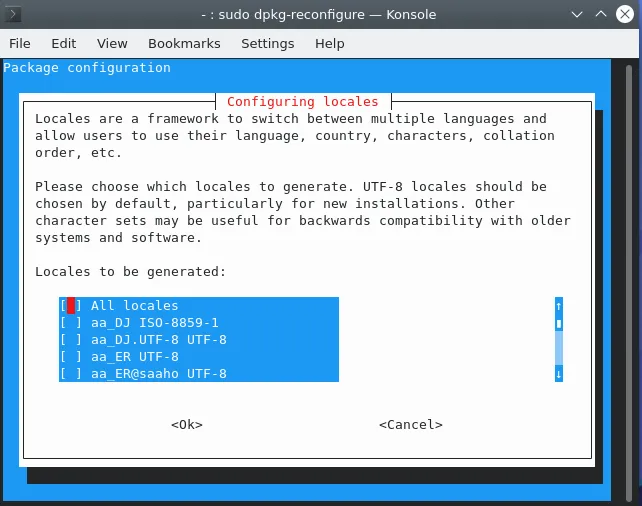 - : sudo dpkg-reconfigure — Konsole
File Edit View Bookmarks Settings Help
Package configuration
Configuring locales
Locales are a framework to switch between multiple languages and
allow users to use their language, country, characters, collation
order, etc.
Please choose which locales to generate. UTF-8 locales should be
chosen by default, particularly for new installations. Other
character sets may be useful for backwards compatibility with older
systems and software.
Locales to be generated:
[ ] All locales
[ ] aa_DJ ISO-8859-1
[ ] aa_DJ.UTF-8 UTF-8
[ ] aa_ER UTF-8
[ ] aa_ER@saaho UTF-8
<Ok> <Cancel>